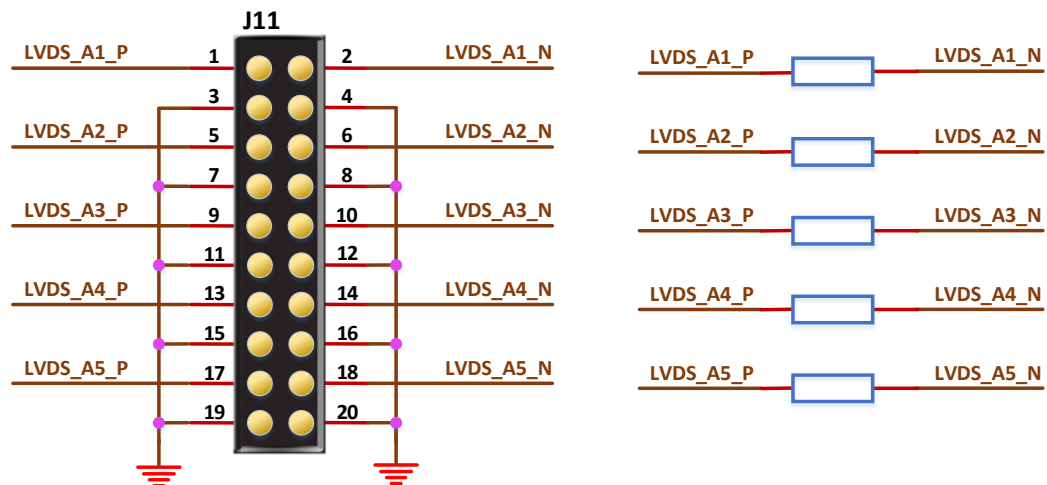 J11
LVDS_A1_P 1 2 LVDS_A1_N
3 4
LVDS_A2_P 5 6 LVDS_A2_N
7 8
LVDS_A3_P 9 10 LVDS_A3_N
11 12
LVDS_A4_P 13 14 LVDS_A4_N
15 16
LVDS_A5_P 17 18 LVDS_A5_N
19 20
LVDS_A1_P LVDS_A1_N
LVDS_A2_P LVDS_A2_N
LVDS_A3_P LVDS_A3_N
LVDS_A4_P LVDS_A4_N
LVDS_A5_P LVDS_A5_N